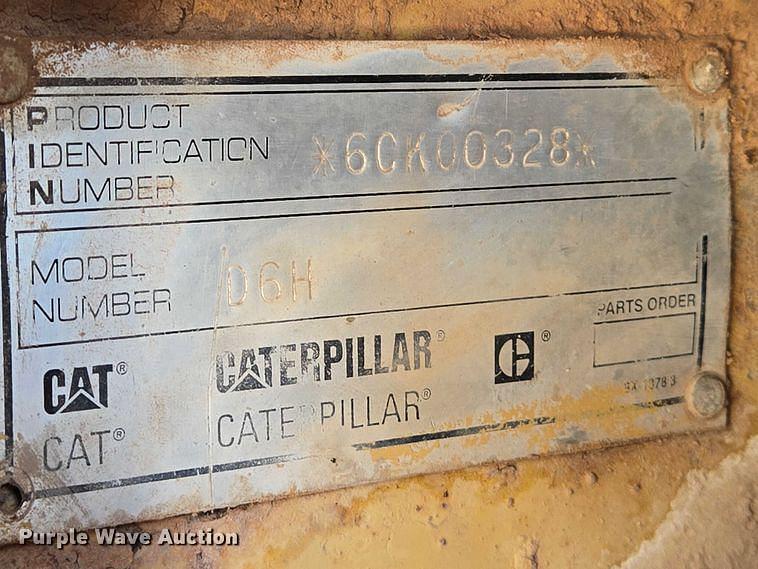 PRODUCT
IDENTIFICATION
NUMBER
*6CK00328*
MODEL
NUMBER
D6H
PARTS ORDER
CAT®
CATERPILLAR®
®
CAT®
CATERPILLAR®
Purple Wave Auction